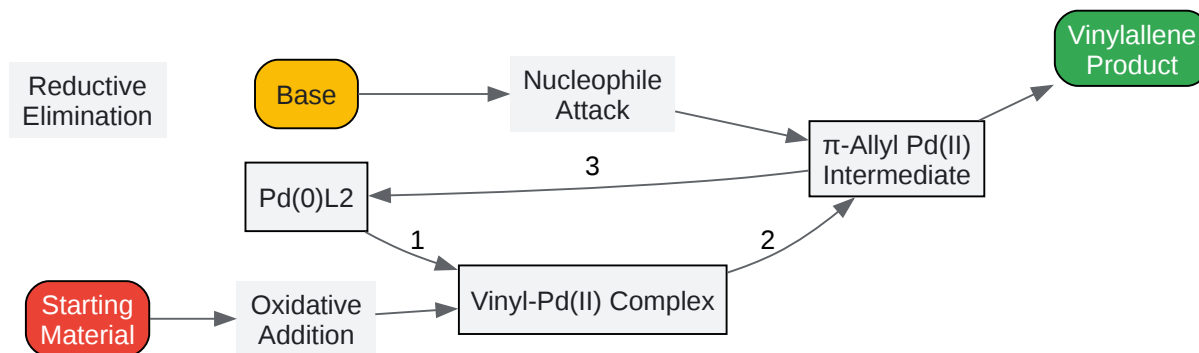 Vinylallene
Product
Reductive
Elimination
Base
Nucleophile
Attack
π-Allyl Pd(II)
Intermediate
3
Pd(0)L2
1
2
Vinyl-Pd(II) Complex
Starting
Material
Oxidative
Addition